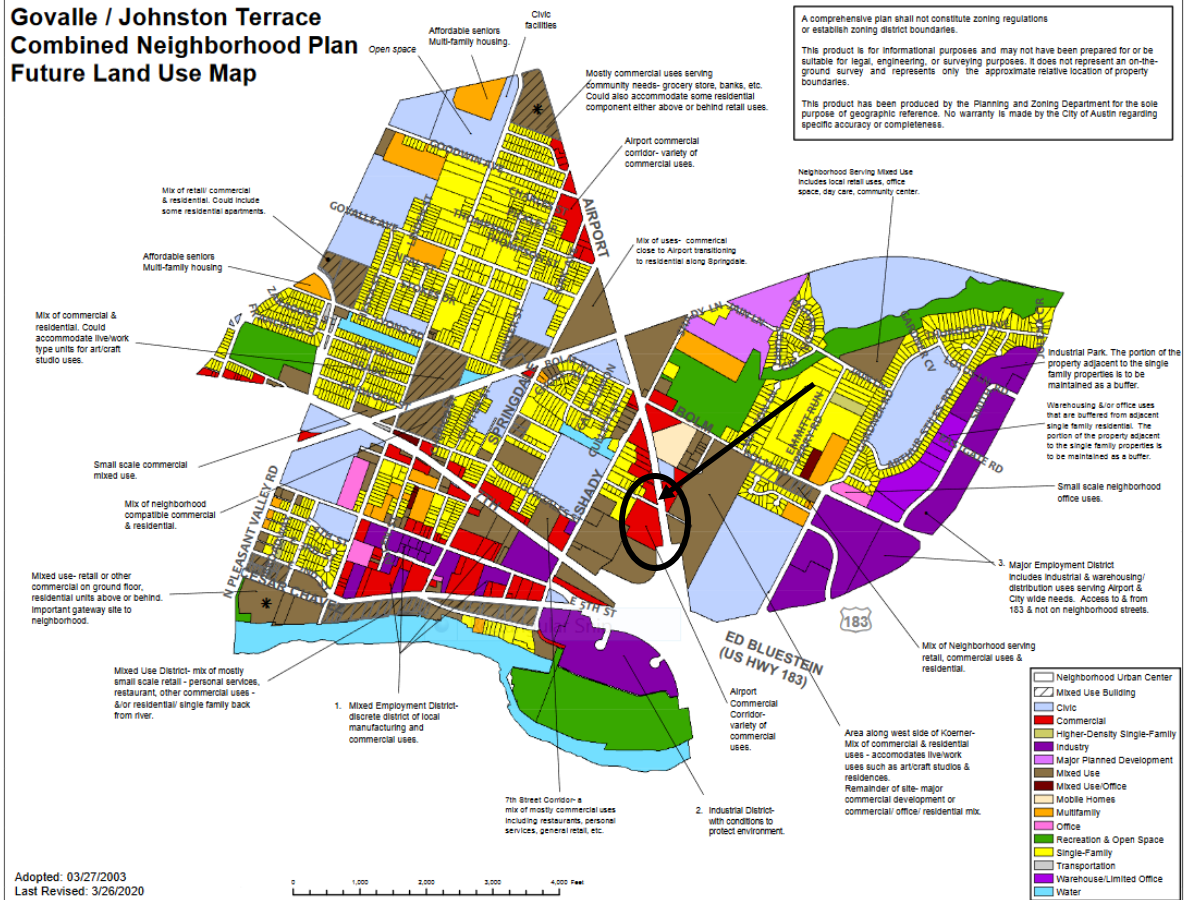 Govalle / Johnston Terrace
Combined Neighborhood Plan
Future Land Use Map
A comprehensive plan shall not constitute zoning regulations
or establish zoning district boundaries.
This product is for informational purposes and may not have been prepared for or be
suitable for legal, engineering, or surveying purposes. It does not represent an on-the-
ground survey and represents only the approximate relative location of property
boundaries.
This product has been produced by the Planning and Zoning Department for the sole
purpose of geographic reference. No warranty is made by the City of Austin regarding
specific accuracy or completeness.
Open space
Affordable seniors
Multi-family housing.
Civic
facilities
Mostly commercial uses serving
community needs- grocery store, banks, etc.
Could also accommodate some residential
component either above or behind retail uses.
Airport commercial
corridor- variety of
commercial uses.
Neighborhood Serving Mixed Use
includes local retail uses, office
space, day care, community center.
Mix of retail/ commercial
& residential. Could include
some residential apartments.
Mix of uses- commerical
close to Airport transitioning
to residential along Springdale.
Affordable seniors
Multi-family housing
Mix of commercial &
residential. Could
accommodate live/work
type units for art/craft
studio uses.
Industrial Park. The portion of the
property adjacent to the single
family properties is to be
maintained as a buffer.
Warehousing &/or office uses
that are buffered from adjacent
single family residential. The
portion of the property adjacent
to the single family properties is
to be maintained as a buffer.
Small scale commercial
mixed use.
Small scale neighborhood
office uses.
Mix of neighborhood
compatible commercial
& residential.
3. Major Employment District
includes industrial & warehousing/
distribution uses serving Airport &
City wide needs. Access to & from
183 & not on neighborhood streets.
Mixed use- retail or other
commercial on ground floor,
residential units above or behind.
Important gateway site to
neighborhood.
Mix of Neighborhood serving
retail, commercial uses &
residential.
Mixed Use District- mix of mostly
small scale retail - personal services,
restaurant, other commercial uses -
&/or residential/ single family back
from river.
1. Mixed Employment District-
discrete district of local
manufacturing and
commercial uses.
Airport
Commercial
Corridor-
variety of
commercial
uses.
Area along west side of Koerner-
Mix of commercial & residential
uses - accomodates live/work
uses such as art/craft studios &
residences.
Remainder of site- major
commercial development or
commercial/ office/ residential mix.
7th Street Corridor- a
mix of mostly commercial uses
including restaurants, personal
services, general retail, etc.
2. Industrial District-
with conditions to
protect environment.
GOODWIN AVE
GOVALLE AVE
AIRPORT
SPRINGDALE
BOLM RD
BOLM
SHADY
SHADY LN
GARDNER CV
EMMITT RUN
N PLEASANT VALLEY RD
E 5TH ST
7TH
ED BLUESTEIN
(US HWY 183)
183
Neighborhood Urban Center
Mixed Use Building
Civic
Commercial
Higher-Density Single-Family
Industry
Major Planned Development
Mixed Use
Mixed Use/Office
Mobile Homes
Multifamily
Office
Recreation & Open Space
Single-Family
Transportation
Warehouse/Limited Office
Water
Adopted: 03/27/2003
Last Revised: 3/26/2020
0 1,000 2,000 3,000 4,000 Feet